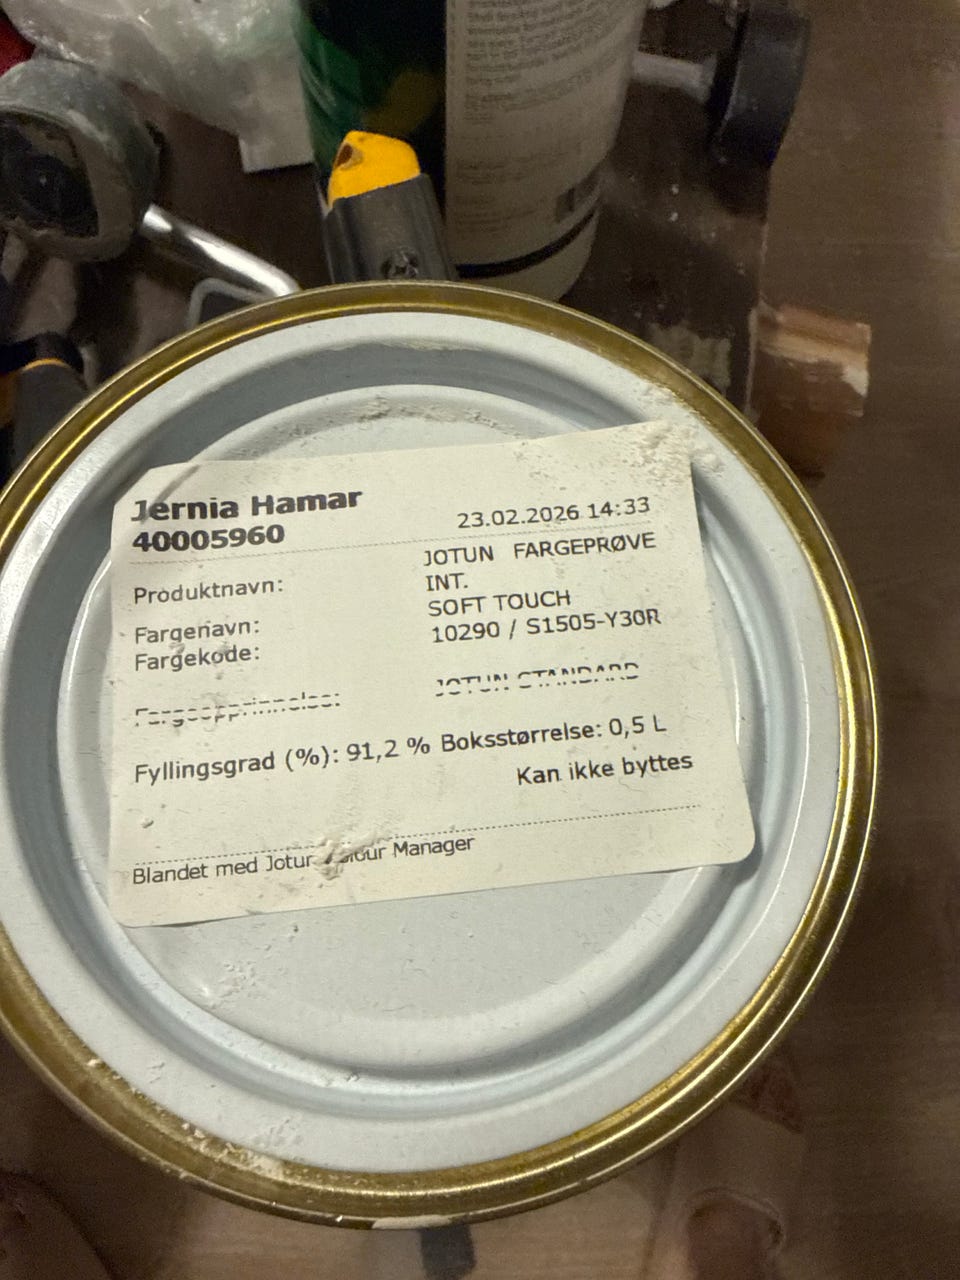 Jernia Hamar
40005960 23.02.2026 14:33
Produktnavn: JOTUN FARGEPRØVE
INT.
Fargenavn: SOFT TOUCH
Fargekode: 10290 / S1505-Y30R
JOTUN STANDARD
Fyllingsgrad (%): 91,2 % Boksstørrelse: 0,5 L
Kan ikke byttes
Blandet med Manager